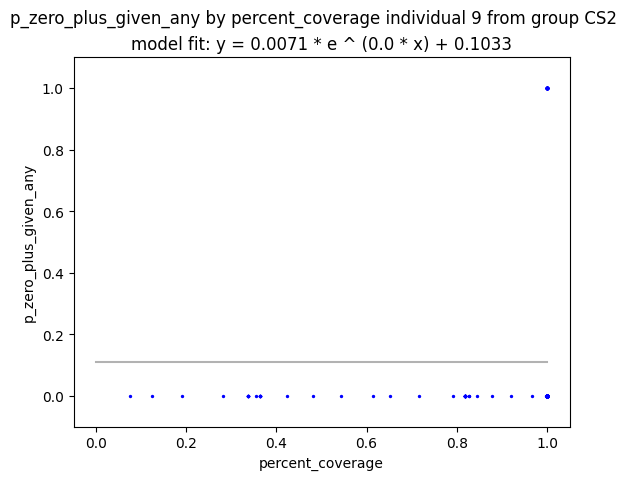 p_zero_plus_given_any by percent_coverage individual 9 from group CS2
model fit: y = 0.0071 * e ^ (0.0 * x) + 0.1033
1.0
0.8
0.6
0.4
0.2
0.0
p_zero_plus_given_any
0.0 0.2 0.4 0.6 0.8 1.0
percent_coverage